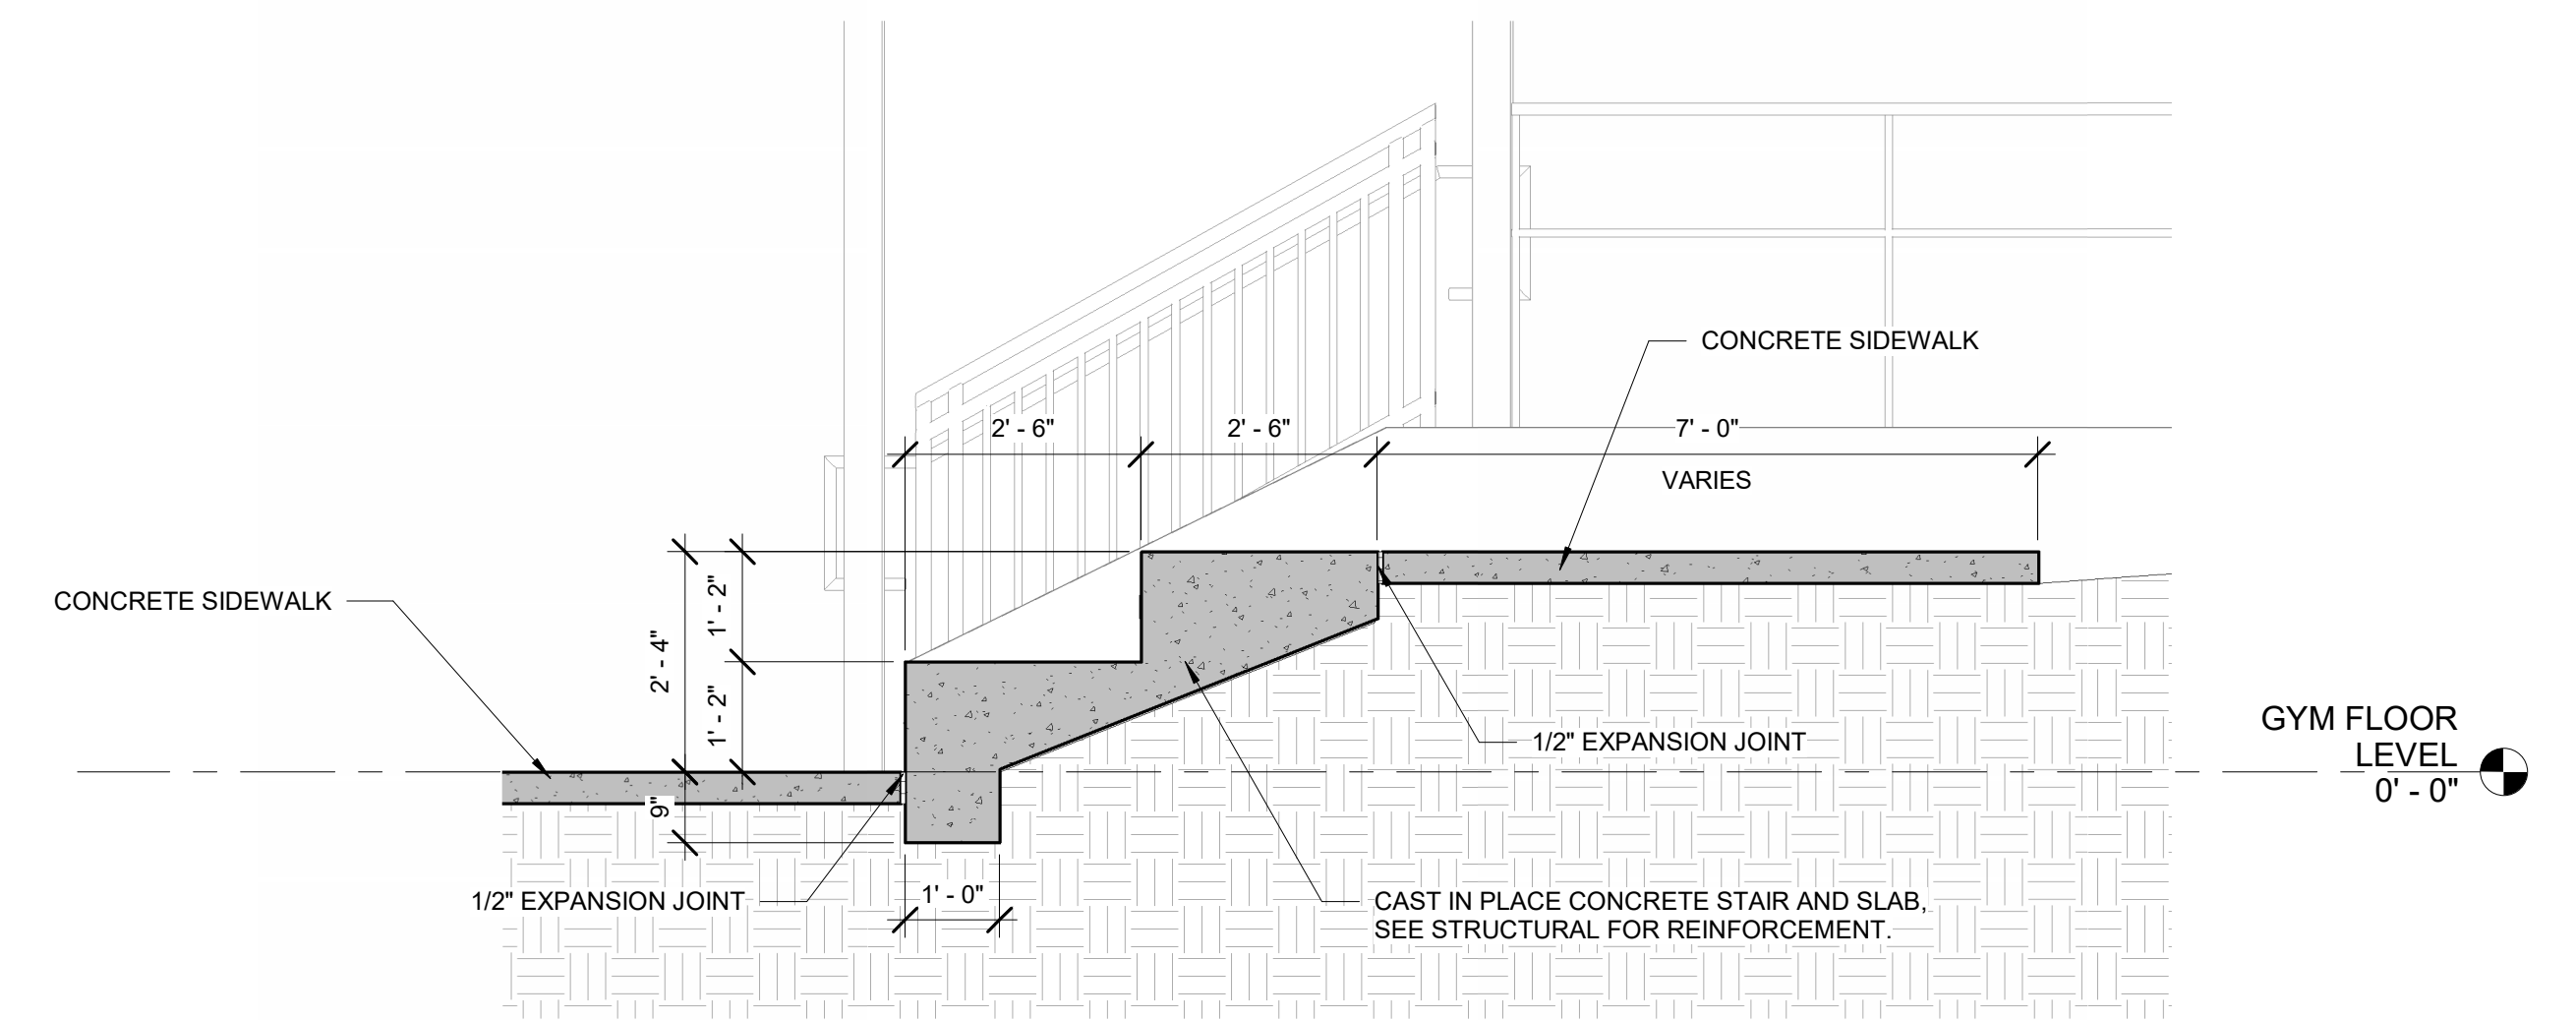 CONCRETE SIDEWALK
2' - 6"
2' - 6"
7' - 0"
VARIES
CONCRETE SIDEWALK
1' - 2"
2' - 4"
1' - 2"
9"
1/2" EXPANSION JOINT
GYM FLOOR
LEVEL
0' - 0"
1/2" EXPANSION JOINT
1' - 0"
CAST IN PLACE CONCRETE STAIR AND SLAB,
SEE STRUCTURAL FOR REINFORCEMENT.